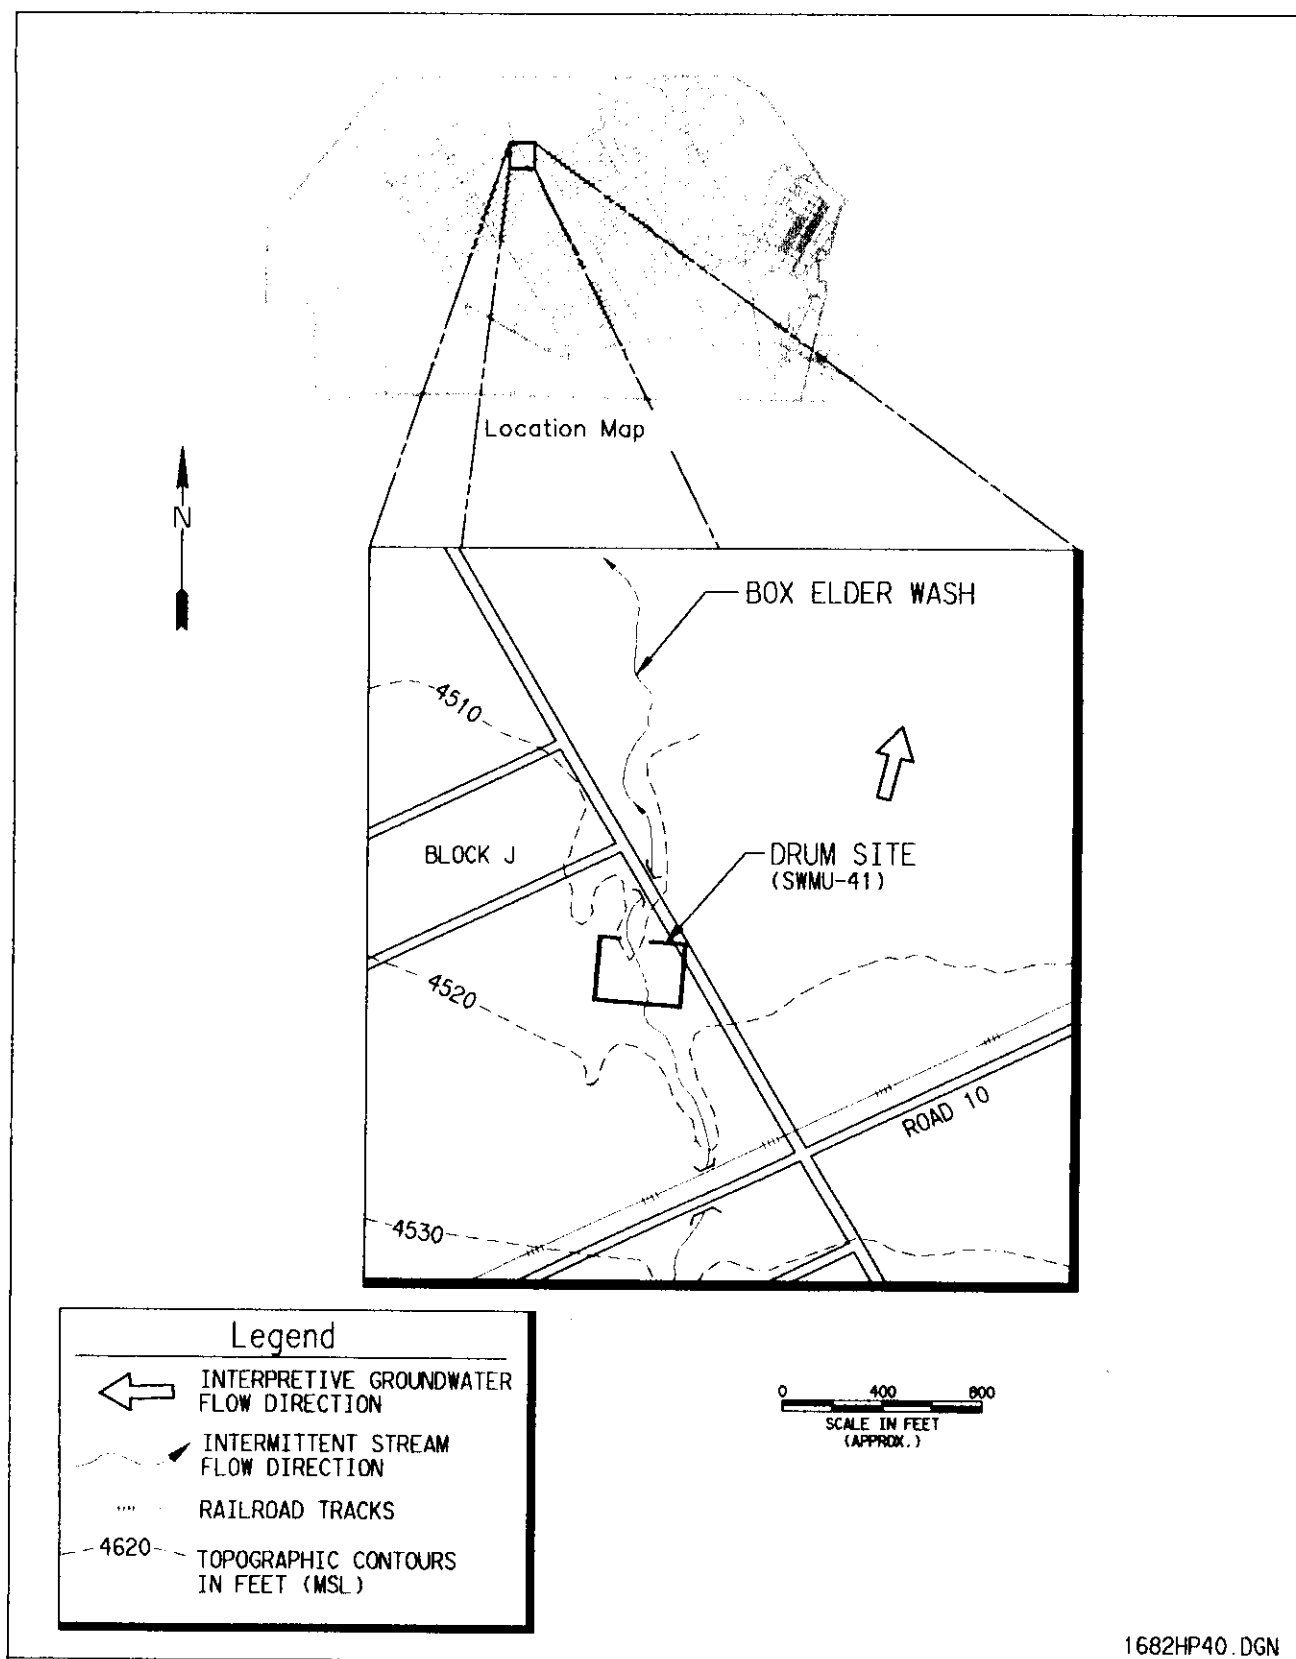 Location Map
N
BOX ELDER WASH
4510
BLOCK J
DRUM SITE
(SWMU-41)
4520
ROAD 10
4530
Legend
INTERPRETIVE GROUNDWATER
FLOW DIRECTION
INTERMITTENT STREAM
FLOW DIRECTION
RAILROAD TRACKS
4620
TOPOGRAPHIC CONTOURS
IN FEET (MSL)
0 400 800
SCALE IN FEET
(APPROX.)
1682HP40.DGN